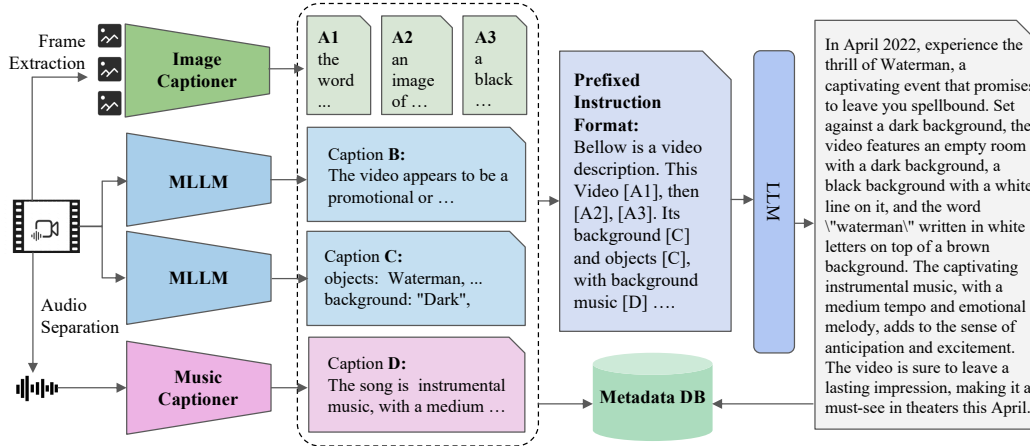 Frame
Extraction
Image
Captioner
A1
the
word
...
A2
an
image
of ...
A3
a
black
...
MLLM
Caption B:
The video appears to be a
promotional or ...
MLLM
Caption C:
objects: Waterman, ...
background: "Dark",
Audio
Separation
Music
Captioner
Caption D:
The song is instrumental
music, with a medium ...
Prefixed
Instruction
Format:
Bellow is a video
description. This
Video [A1], then
[A2], [A3]. Its
background [C]
and objects [C],
with background
music [D] ....
LLM
Metadata DB
In April 2022, experience the
thrill of Waterman, a
captivating event that promises
to leave you spellbound. Set
against a dark background, the
video features an empty room
with a dark background, a
black background with a white
line on it, and the word
\"waterman\" written in white
letters on top of a brown
background. The captivating
instrumental music, with a
medium tempo and emotional
melody, adds to the sense of
anticipation and excitement.
The video is sure to leave a
lasting impression, making it a
must-see in theaters this April.